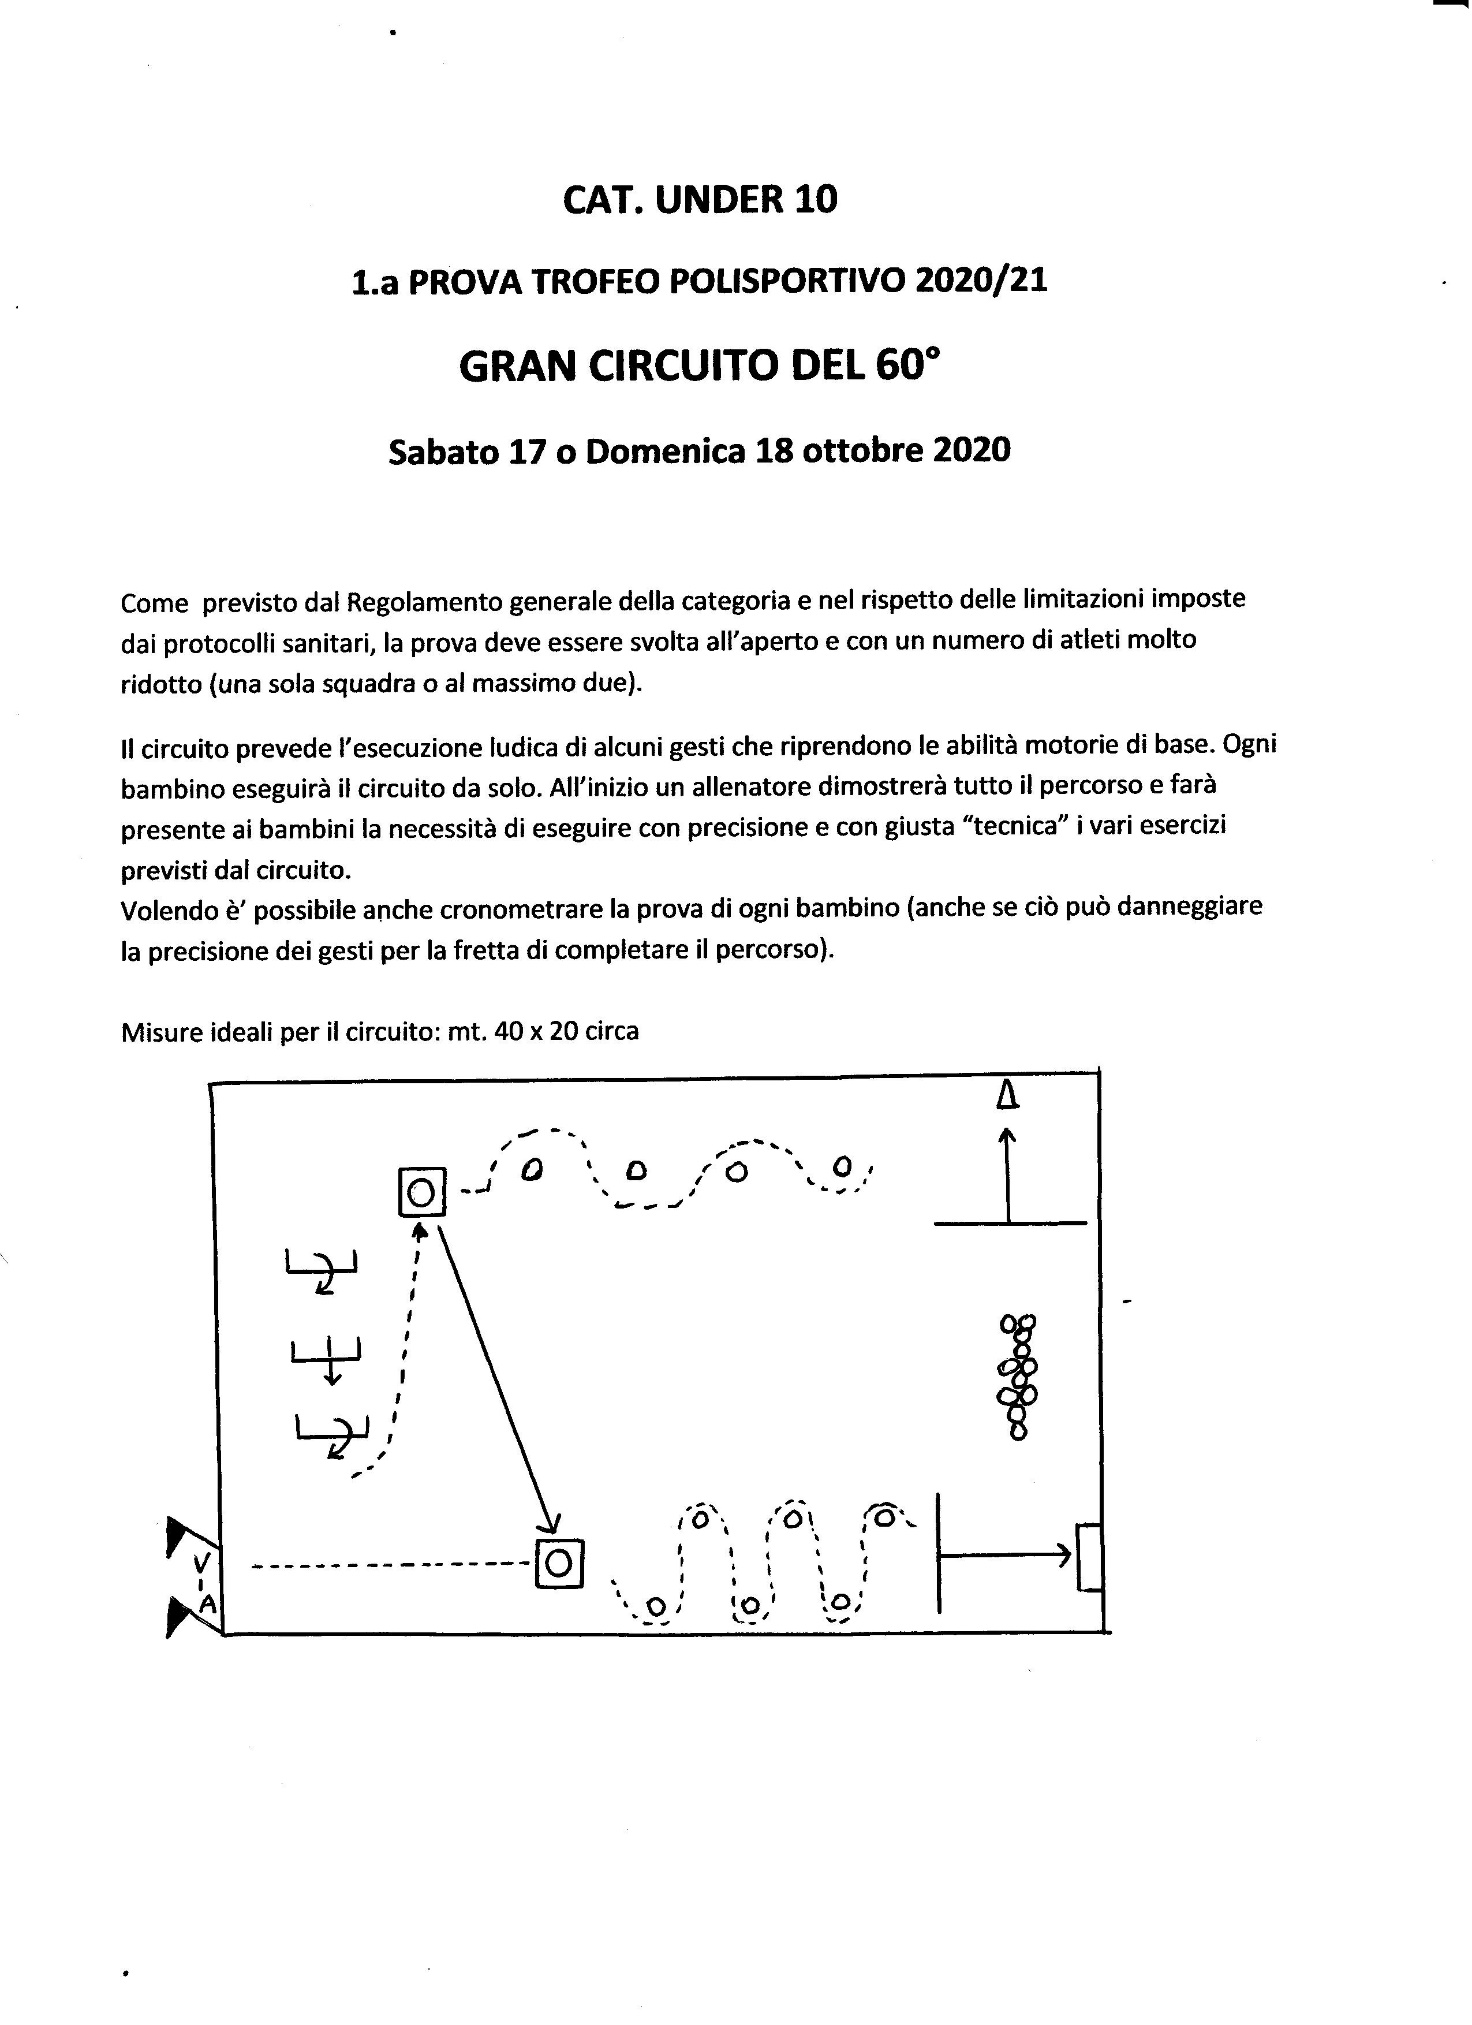 CAT. UNDER 10
1.a PROVA TROFEO POLISPORTIVO 2020/21
GRAN CIRCUITO DEL 60°
Sabato 17 o Domenica 18 ottobre 2020
Come previsto dal Regolamento generale della categoria e nel rispetto delle limitazioni imposte
dai protocolli sanitari, la prova deve essere svolta all'aperto e con un numero di atleti molto
ridotto (una sola squadra o al massimo due).
Il circuito prevede l'esecuzione ludica di alcuni gesti che riprendono le abilità motorie di base. Ogni
bambino eseguirà il circuito da solo. All'inizio un allenatore dimostrerà tutto il percorso e farà
presente ai bambini la necessità di eseguire con precisione e con giusta “tecnica” i vari esercizi
previsti dal circuito.
Volendo è' possibile anche cronometrare la prova di ogni bambino (anche se ciò può danneggiare
la precisione dei gesti per la fretta di completare il percorso).
Misure ideali per il circuito: mt. 40 x 20 circa
VIA